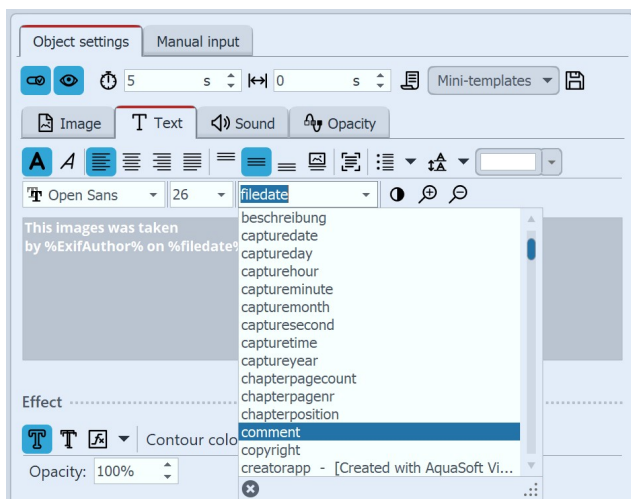 Object settings
Manual input
5 s
0 s
Mini-templates
Image
Text
Sound
Opacity
Open Sans
26
filedate
This images was taken
by %ExifAuthor% on %filedate%
beschreibung
capturedate
captureday
capturehour
captureminute
capturemonth
capturesecond
capturetime
captureyear
chapterpagecount
chapterpagenr
chapterposition
comment
copyright
creatorapp - [Created with AquaSoft Vi...
Effect
Contour colo
Opacity: 100%